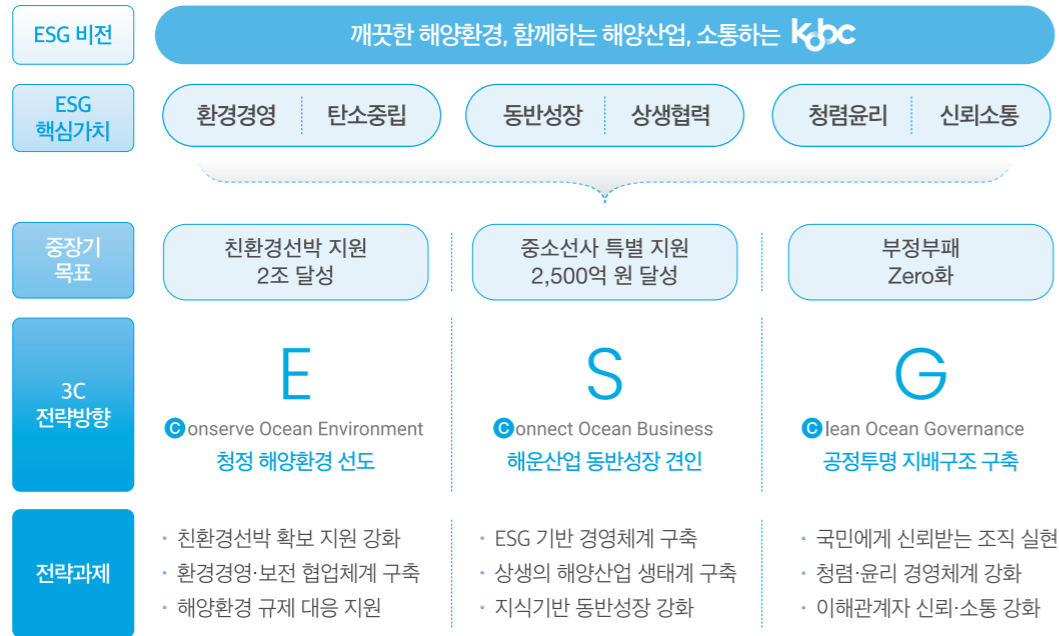 ESG 비전
깨끗한 해양환경, 함께하는 해양산업, 소통하는 kobc
ESG
핵심가치
환경경영 탄소중립 동반성장 상생협력 청렴윤리 신뢰소통
중장기
목표
친환경선박 지원
2조 달성
중소선사 특별 지원
2,500억 원 달성
부정부패
Zero화
3C
전략방향
E
Conserve Ocean Environment
청정 해양환경 선도
S
Connect Ocean Business
해운산업 동반성장 견인
G
Clean Ocean Governance
공정투명 지배구조 구축
전략과제
· 친환경선박 확보 지원 강화
· 환경경영·보전 협업체계 구축
· 해양환경 규제 대응 지원
· ESG 기반 경영체계 구축
· 상생의 해양산업 생태계 구축
· 지식기반 동반성장 강화
· 국민에게 신뢰받는 조직 실현
· 청렴·윤리 경영체계 강화
· 이해관계자 신뢰·소통 강화